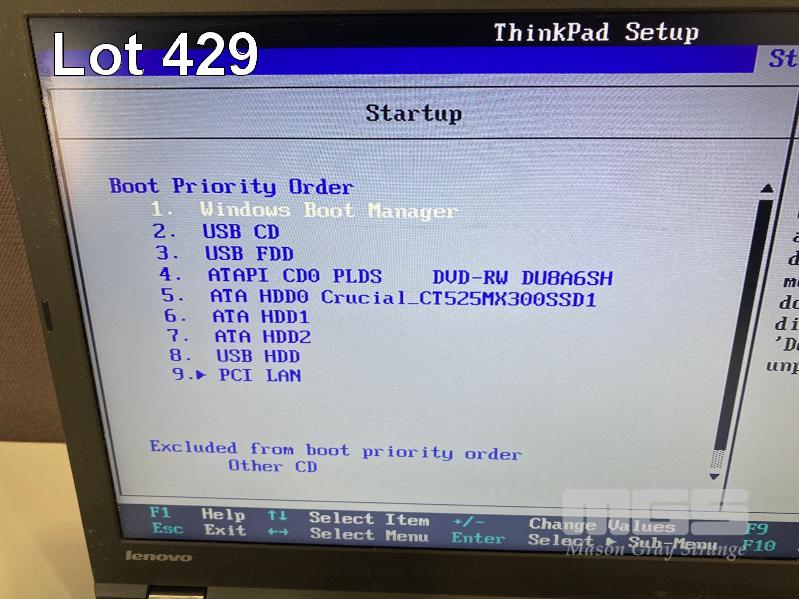 Lot 429
ThinkPad Setup
St
Startup
Boot Priority Order
1. Windows Boot Manager
2. USB CD
3. USB FDD
4. ATAPI CD0 PLDS DVD-RW DU8A6SH
5. ATA HDD0 Crucial_CT525MX300SSD1
6. ATA HDD1
7. ATA HDD2
8. USB HDD
9.▸ PCI LAN
Excluded from boot priority order
Other CD
F1 Help ↑↓ Select Item +/- Change Values F9
Esc Exit ←→ Select Menu Enter Select ▸ Sub-Menu F10
lenovo
MGS
Mason Gray Strange